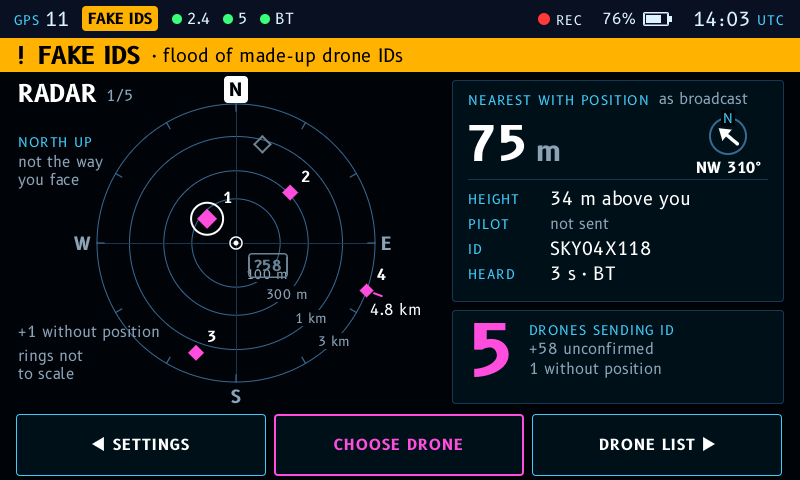 GPS 11 FAKE IDS 2.4 5 BT REC 76% 14:03 UTC
! FAKE IDS · flood of made-up drone IDs
RADAR 1/5
N
NORTH UP
not the way
you face
1
2
W
E
?58
100 m
300 m
1 km
3 km
4
4.8 km
3
+1 without position
rings not
to scale
S
NEAREST WITH POSITION as broadcast
75 m
N
NW 310°
HEIGHT 34 m above you
PILOT not sent
ID SKY04X118
HEARD 3 s · BT
5 DRONES SENDING ID
+58 unconfirmed
1 without position
◀ SETTINGS
CHOOSE DRONE
DRONE LIST ▶